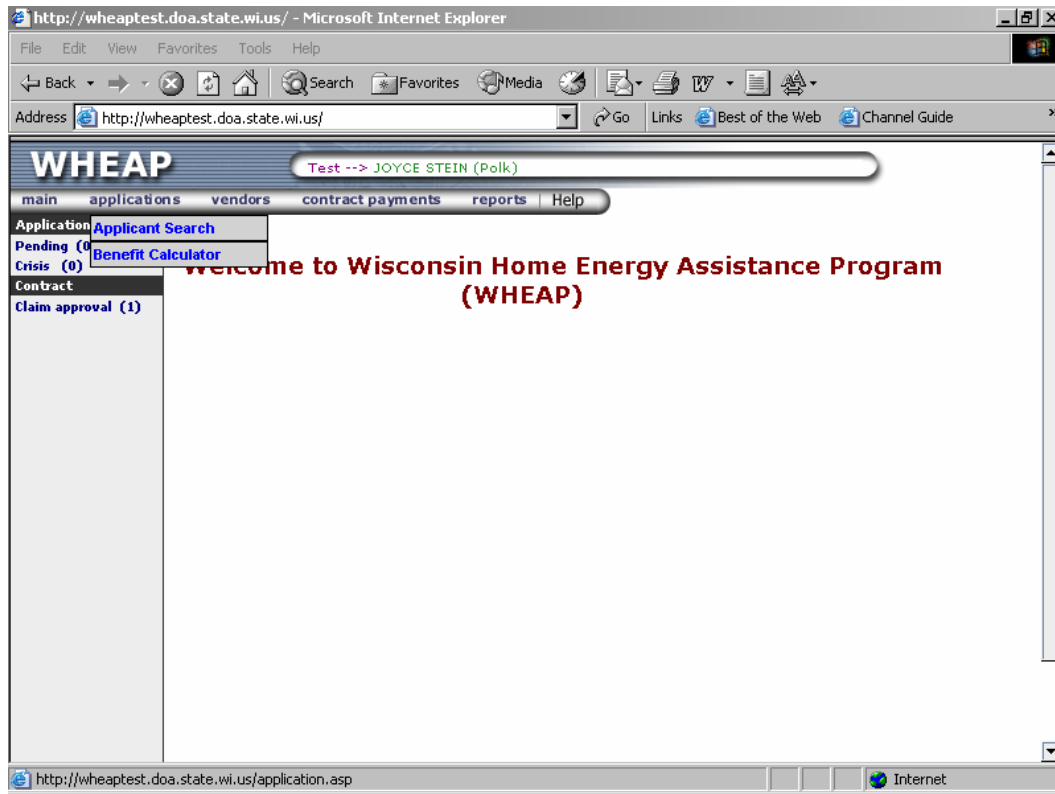 http://wheaptest.doa.state.wi.us/ - Microsoft Internet Explorer
File Edit View Favorites Tools Help
Back Search Favorites Media
Address http://wheaptest.doa.state.wi.us/ Go Links Best of the Web Channel Guide »
WHEAP Test --> JOYCE STEIN (Polk)
main applications vendors contract payments reports | Help
Application
Applicant Search
Pending (0
Benefit Calculator
Crisis (0)
Welcome to Wisconsin Home Energy Assistance Program
(WHEAP)
Contract
Claim approval (1)
http://wheaptest.doa.state.wi.us/application.asp Internet